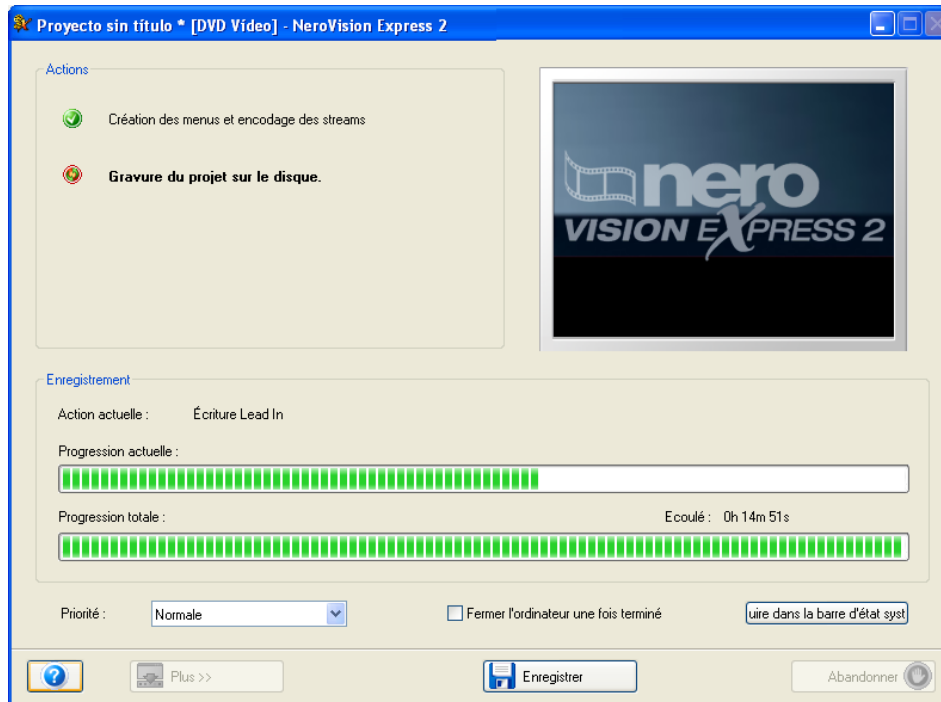 Proyecto sin título * [DVD Vídeo] - NeroVision Express 2
Actions
Création des menus et encodage des streams
Gravure du projet sur le disque.
nero
VISION EXPRESS 2
Enregistrement
Action actuelle : Écriture Lead In
Progression actuelle :
Progression totale : Ecoulé : 0h 14m 51s
Priorité : Normale Fermer l'ordinateur une fois terminé uire dans la barre d'état syst
Plus >> Enregistrer Abandonner